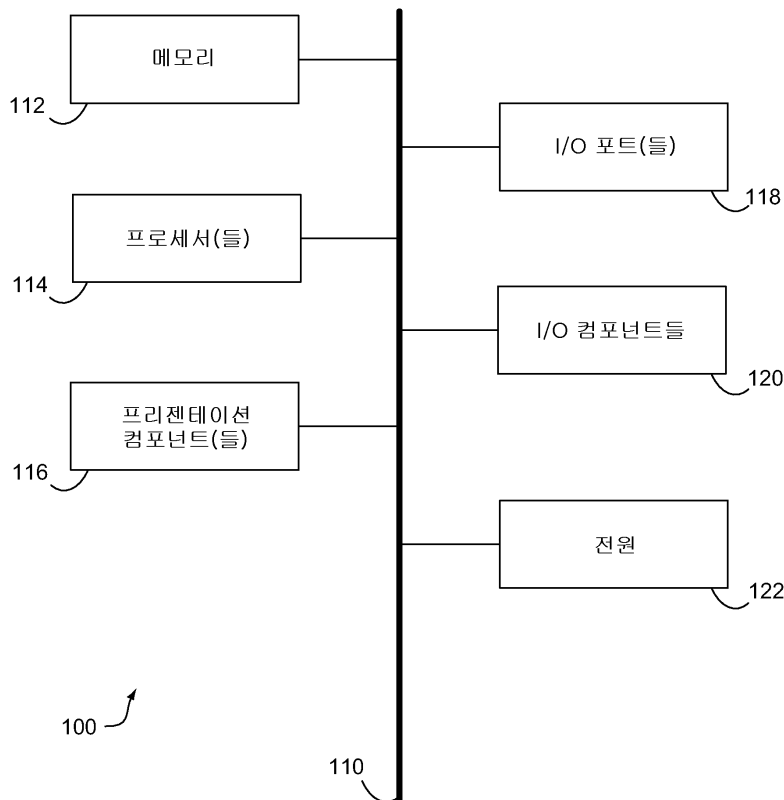 메모리
112
I/O 포트(들)
118
프로세서(들)
114
I/O 컴포넌트들
120
프리젠테이션
컴포넌트(들)
116
전원
122
100
110